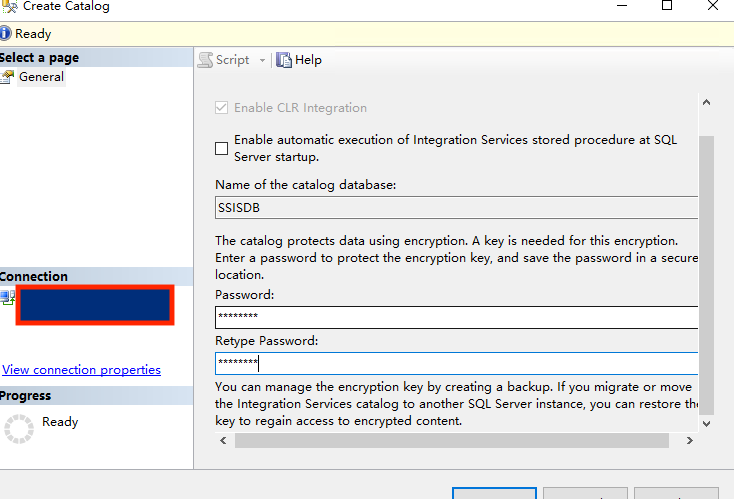 Create Catalog
Ready
Select a page
General
Script
Help
Enable CLR Integration
Enable automatic execution of Integration Services stored procedure at SQL
Server startup.
Name of the catalog database:
SSISDB
The catalog protects data using encryption. A key is needed for this encryption.
Enter a password to protect the encryption key, and save the password in a secure
location.
Connection
Password:
********
Retype Password:
********
View connection properties
You can manage the encryption key by creating a backup. If you migrate or move
the Integration Services catalog to another SQL Server instance, you can restore the
key to regain access to encrypted content.
Progress
Ready